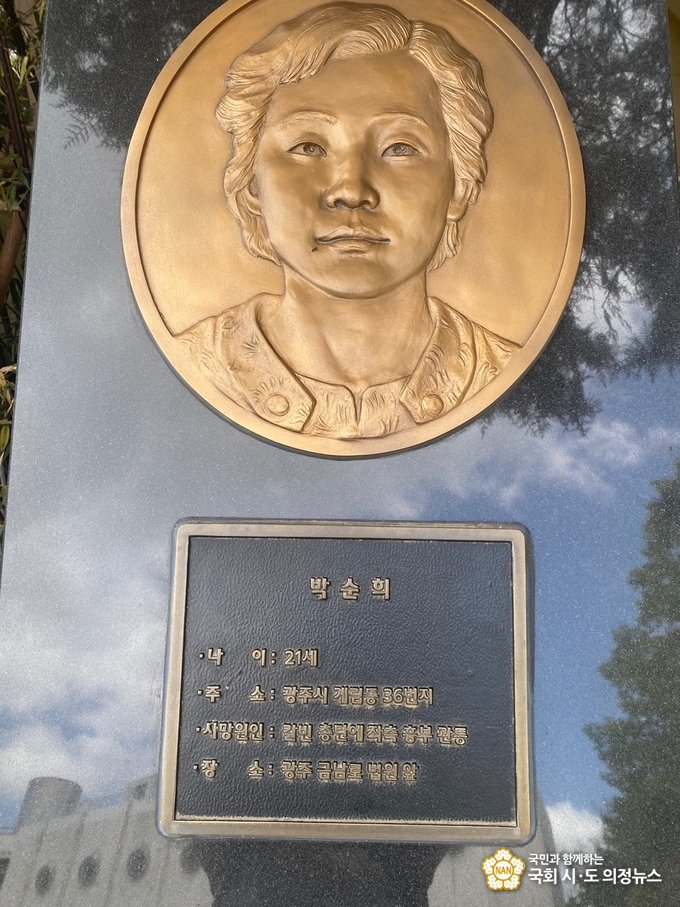 박순희
·나 이 : 21세
·주 소 : 광주시 계림동 36번지
·사망원인 : 칼빈 총탄에 좌측 흉부 관통
·장 소 : 광주 금남로 법원 앞
NAN
국민과 함께하는
국회 시·도 의정뉴스